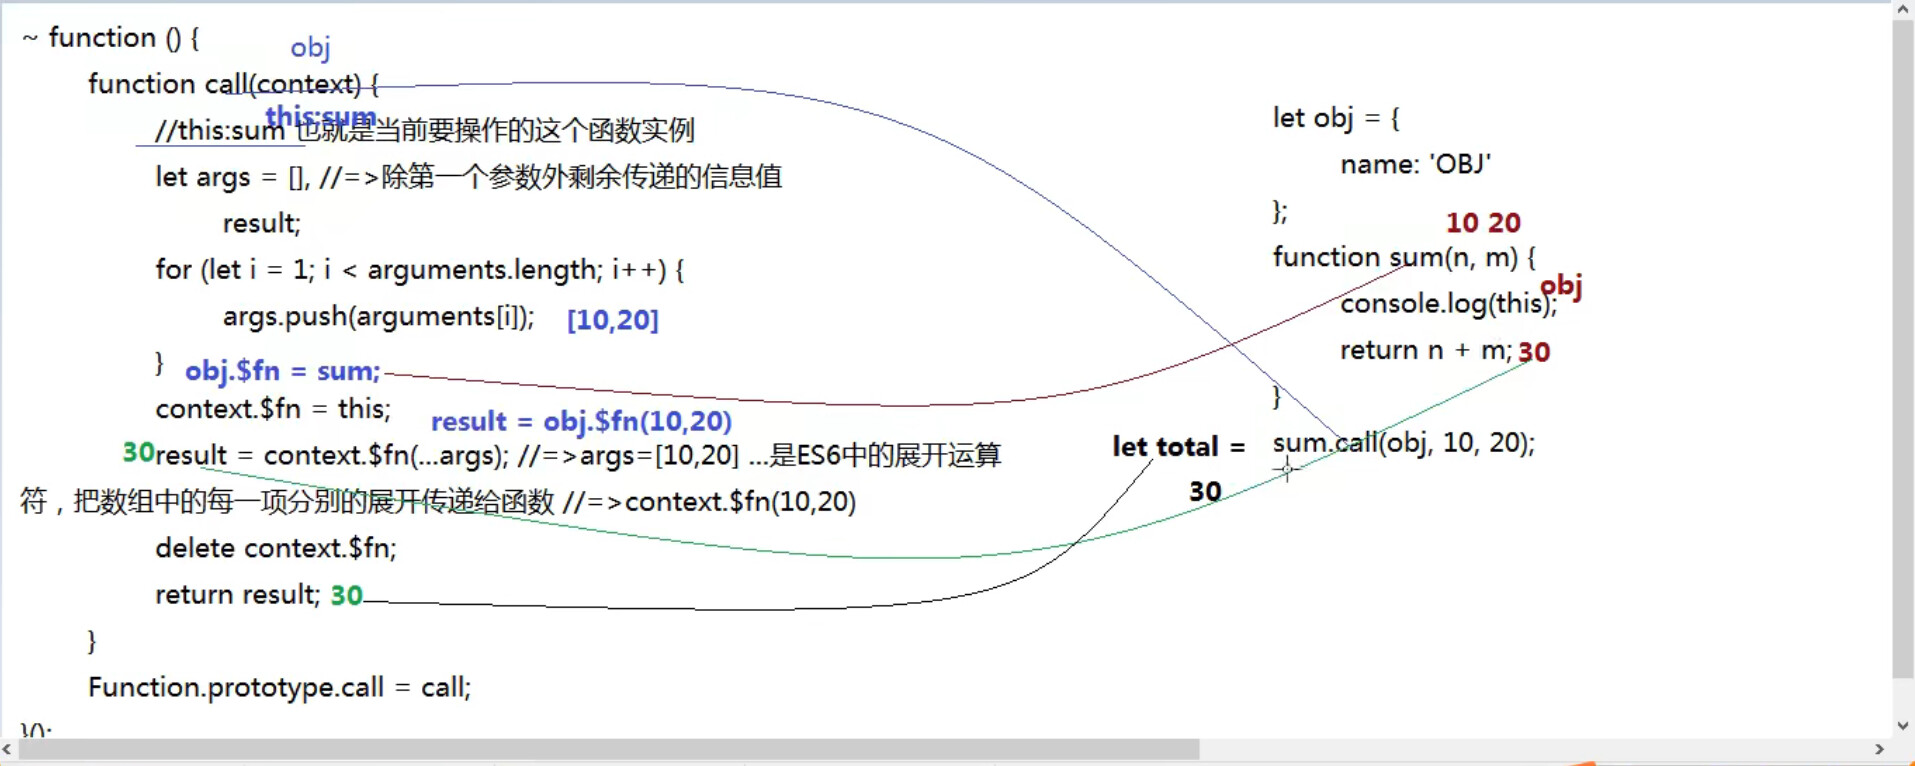 ~ function () {
obj
function call(context) {
this:sum
//this:sum 也就是当前要操作的这个函数实例
let args = [], //=>除第一个参数外剩余传递的信息值
result;
for (let i = 1; i < arguments.length; i++) {
args.push(arguments[i]); [10,20]
} obj.$fn = sum;
context.$fn = this;
result = obj.$fn(10,20)
30 result = context.$fn(...args); //=>args=[10,20] ...是ES6中的展开运算
符，把数组中的每一项分别的展开传递给函数 //=>context.$fn(10,20)
delete context.$fn;
return result; 30
}
Function.prototype.call = call;
}();
let obj = {
name: 'OBJ'
};
10 20
function sum(n, m) {
obj
console.log(this);
return n + m; 30
}
let total = sum.call(obj, 10, 20);
30